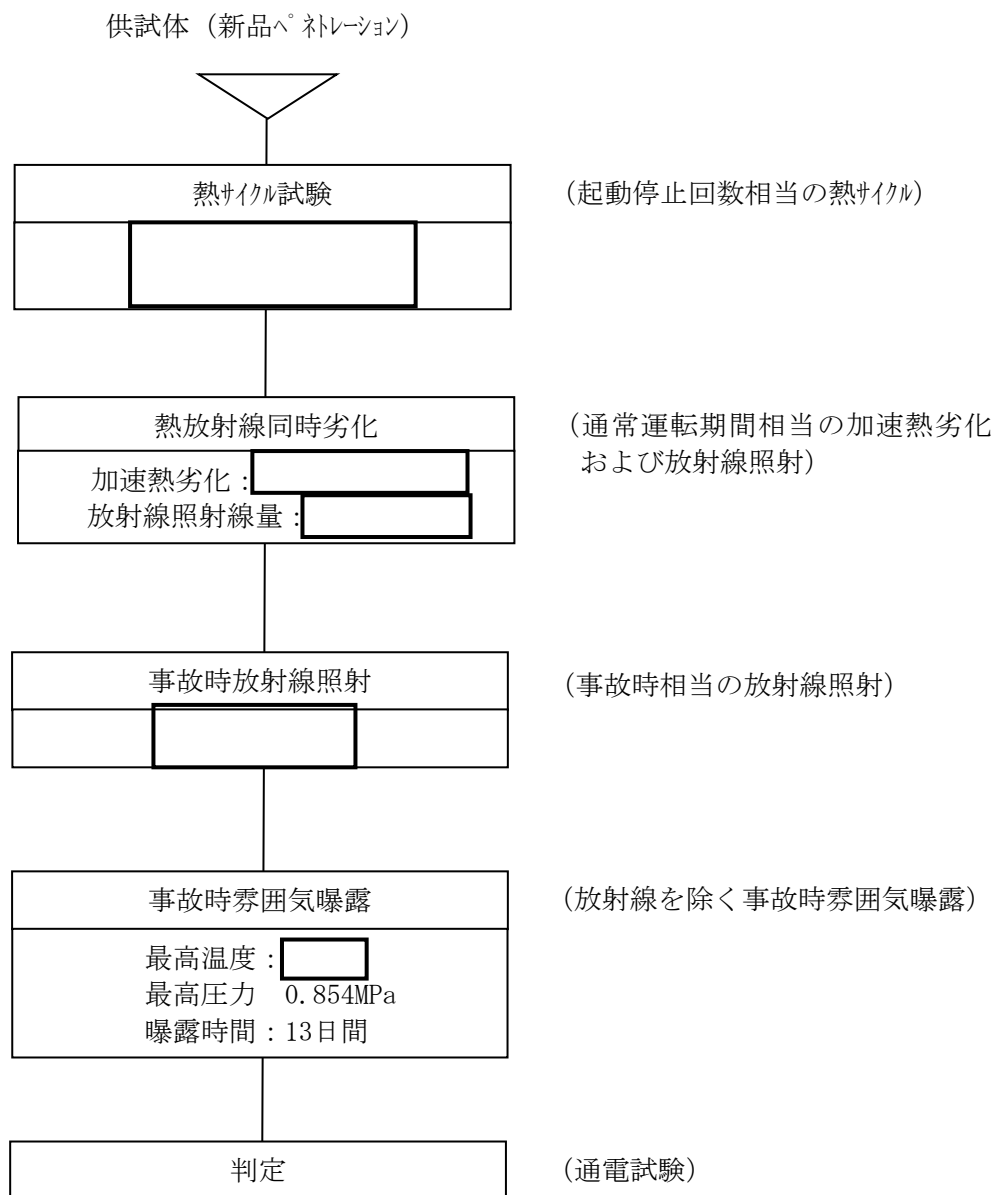 供試体（新品ﾍﾟﾈﾄﾚｰｼｮﾝ）
熱ｻｲｸﾙ試験
（起動停止回数相当の熱ｻｲｸﾙ）
熱放射線同時劣化
（通常運転期間相当の加速熱劣化
および放射線照射）
加速熱劣化：
放射線照射線量：
事故時放射線照射
（事故時相当の放射線照射）
事故時雰囲気曝露
（放射線を除く事故時雰囲気曝露）
最高温度：
最高圧力　0.854MPa
曝露時間：13日間
判定
（通電試験）